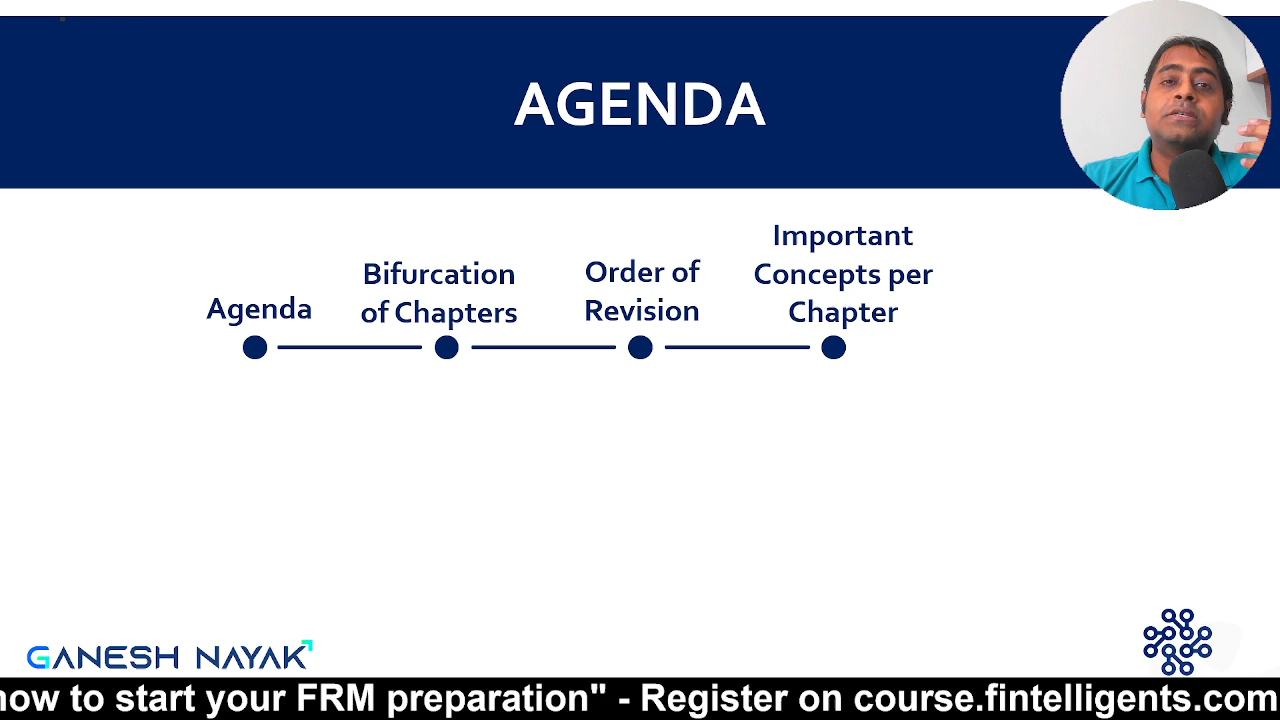 AGENDA
Agenda
Bifurcation
of Chapters
Order of
Revision
Important
Concepts per
Chapter
GANESH NAYAK
how to start your FRM preparation" - Register on course.fintelligents.com